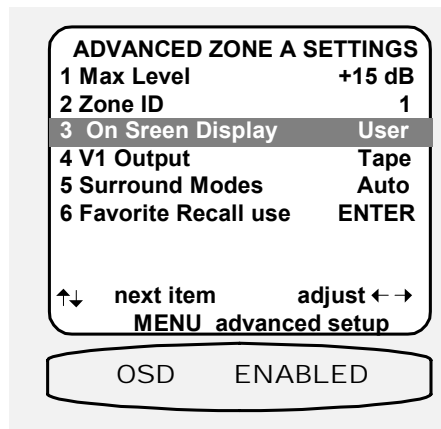 ADVANCED ZONE A SETTINGS
1 Max Level +15 dB
2 Zone ID 1
3 On Sreen Display User
4 V1 Output Tape
5 Surround Modes Auto
6 Favorite Recall use ENTER
↑↓ next item adjust ←→
MENU advanced setup
OSD ENABLED